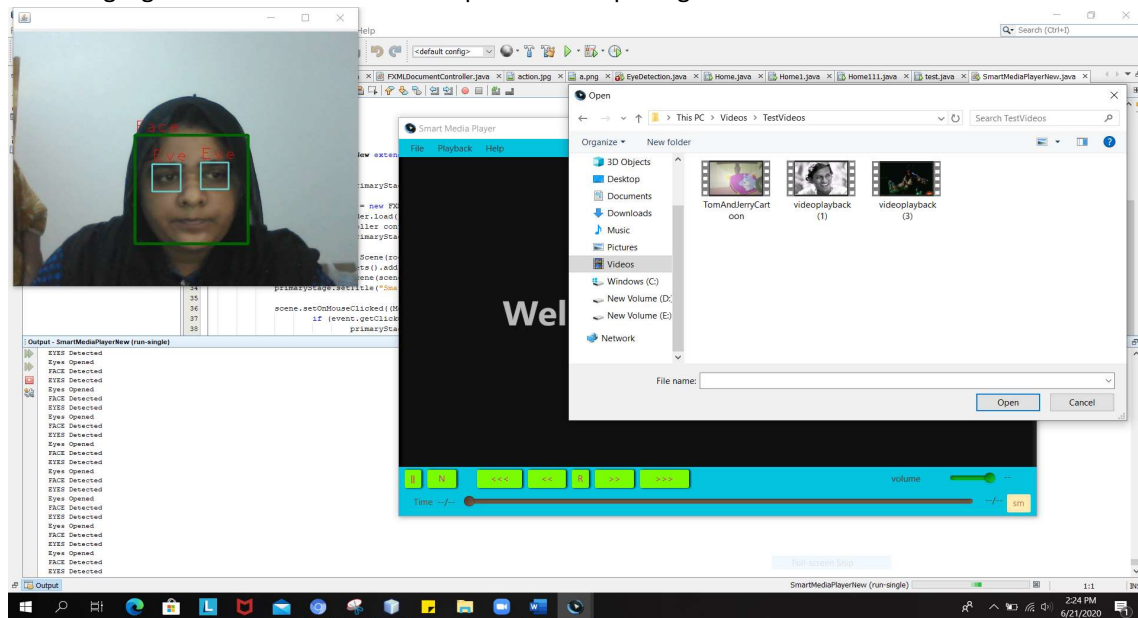 Help
Search (Ctrl+I)
<default config>
FXMLDocumentController.java
action.jpg
a.png
EyeDetection.java
Home.java
Home1.java
Home111.java
test.java
SmartMediaPlayerNew.java
Face
Eye
Eye
Open
This PC > Videos > TestVideos
Search TestVideos
Organize
New folder
3D Objects
Desktop
Documents
Downloads
Music
Pictures
Videos
Windows (C:)
New Volume (D:
New Volume (E:)
Network
TomAndJerryCart
oon
videoplayback
(1)
videoplayback
(3)
File name:
Open
Cancel
Smart Media Player
File Playback Help
Wel
|| N <<< << R >> >>>
volume
--
Time --/--
--/--
sm
34
primaryStage.setTitle("Sma
35
36
scene.setOnMouseClicked((M
37
if (event.getClick
38
primarySta
Output - SmartMediaPlayerNew (run-single)
EYES Detected
Eyes Opened
FACE Detected
EYES Detected
Eyes Opened
FACE Detected
EYES Detected
Eyes Opened
FACE Detected
EYES Detected
Eyes Opened
FACE Detected
EYES Detected
Eyes Opened
FACE Detected
EYES Detected
Eyes Opened
FACE Detected
EYES Detected
Eyes Opened
FACE Detected
EYES Detected
Eyes Opened
FACE Detected
EYES Detected
Output
SmartMediaPlayerNew (run-single)
1:1
INS
2:24 PM
6/21/2020